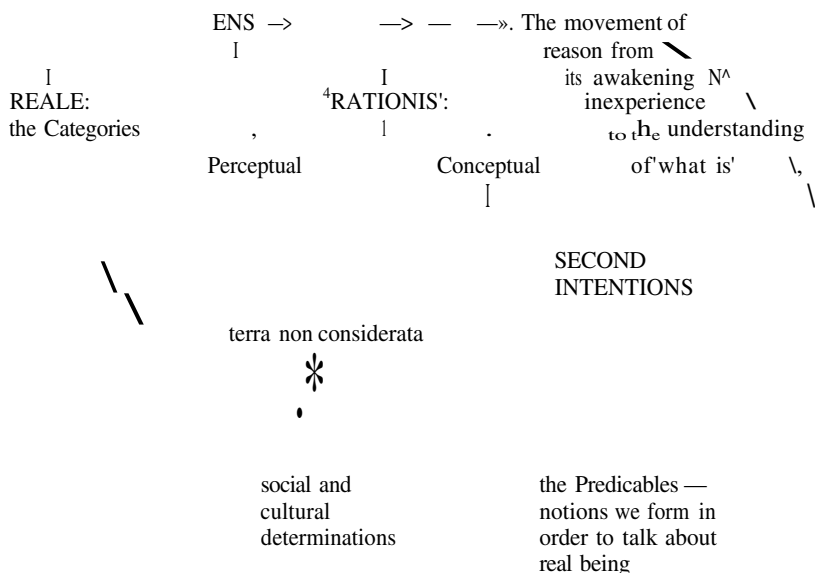 ENS —> —> — —». The movement of
I reason from
I I its awakening N^
REALE: ⁴RATIONIS': inexperience \
the Categories , l . to the understanding
Perceptual Conceptual of'what is' \,
I \
SECOND
INTENTIONS
terra non considerata
*
•
social and the Predicables —
cultural notions we form in
determinations order to talk about
real being